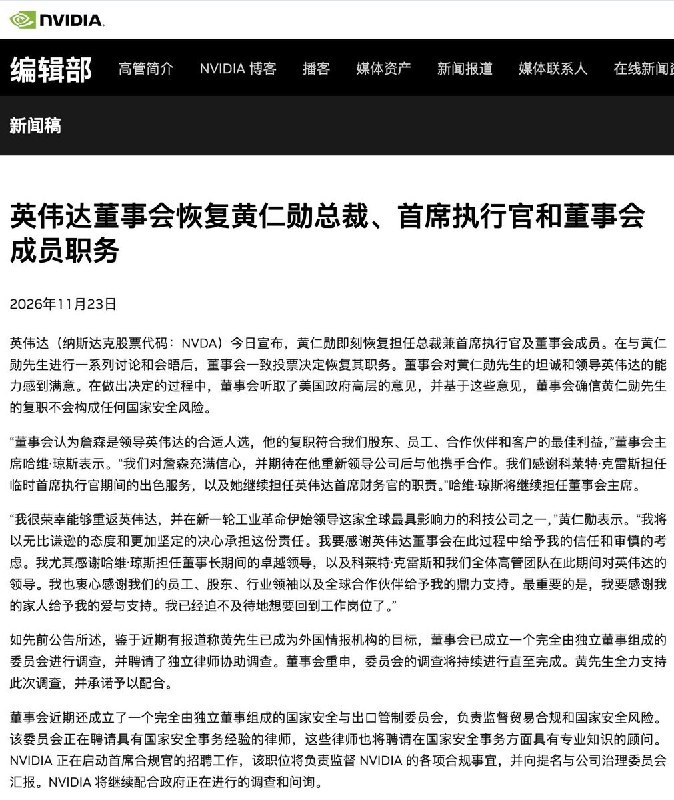 NVIDIA.
编辑部 高管简介 NVIDIA 博客 播客 媒体资产 新闻报道 媒体联系人 在线新闻
新闻稿
英伟达董事会恢复黄仁勋总裁、首席执行官和董事会
成员职务
2026年11月23日
英伟达（纳斯达克股票代码：NVDA）今日宣布，黄仁勋即刻恢复担任总裁兼首席执行官及董事会成员。在与黄仁
勋先生进行一系列讨论和会晤后，董事会一致投票决定恢复其职务。董事会对黄仁勋先生的坦诚和领导英伟达的能
力感到满意。在做出决定的过程中，董事会听取了美国政府高层的意见，并基于这些意见，董事会确信黄仁勋先生
的复职不会构成任何国家安全风险。
“董事会认为詹森是领导英伟达的合适人选，他的复职符合我们股东、员工、合作伙伴和客户的最佳利益，”董事会主
席哈维·琼斯表示。“我们对詹森充满信心，并期待在他重新领导公司后与他携手合作。我们感谢科莱特·克雷斯担任
临时首席执行官期间的出色服务，以及她继续担任英伟达首席财务官的职责。”哈维·琼斯将继续担任董事会主席。
“我很荣幸能够重返英伟达，并在新一轮工业革命伊始领导这家全球最具影响力的科技公司之一，”黄仁勋表示。“我将
以无比谦逊的态度和更加坚定的决心承担这份责任。我要感谢英伟达董事会在此过程中给予我的信任和审慎的考
虑。我尤其感谢哈维·琼斯担任董事长期间的卓越领导，以及科莱特·克雷斯和我们全体高管团队在此期间对英伟达的
领导。我也衷心感谢我们的员工、股东、行业领袖以及全球合作伙伴给予我的鼎力支持。最重要的是，我要感谢我
的家人给予我的爱与支持。我已经迫不及待地想要回到工作岗位了。”
如先前公告所述，鉴于近期有报道称黄先生已成为外国情报机构的目标，董事会已成立一个完全由独立董事组成的
委员会进行调查，并聘请了独立律师协助调查。董事会重申，委员会的调查将持续进行直至完成。黄先生全力支持
此次调查，并承诺予以配合。
董事会近期还成立了一个完全由独立董事组成的国家安全与出口管制委员会，负责监督贸易合规和国家安全风险。
该委员会正在聘请具有国家安全事务经验的律师，这些律师也将聘请在国家安全事务方面具有专业知识的顾问。
NVIDIA 正在启动首席合规官的招聘工作，该职位将负责监督 NVIDIA 的各项合规事宜，并向提名与公司治理委员会
汇报。NVIDIA 将继续配合政府正在进行的调查和问询。